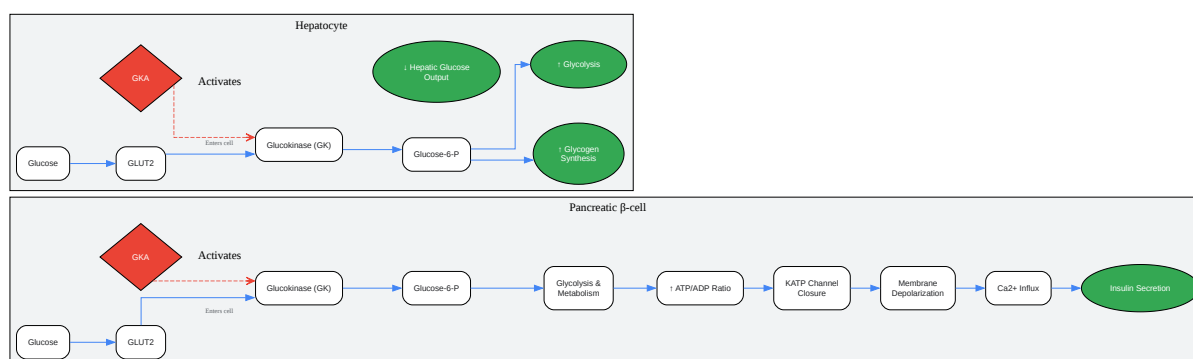 Hepatocyte
GKA
Activates
↓ Hepatic Glucose
Output
↑ Glycolysis
Enters cell
Glucokinase (GK)
Glucose-6-P
↑ Glycogen
Synthesis
Glucose
GLUT2
Pancreatic β-cell
GKA
Activates
Glucokinase (GK)
Glucose-6-P
Glycolysis &
Metabolism
↑ ATP/ADP Ratio
KATP Channel
Closure
Membrane
Depolarization
Ca2+ Influx
Insulin Secretion
Enters cell
Glucose
GLUT2